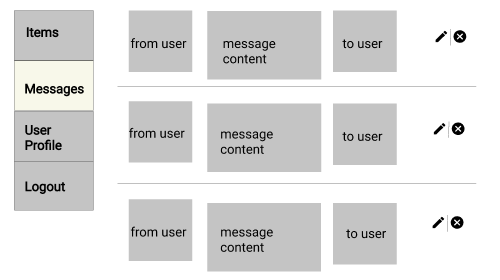 Items
Messages
User
Profile
Logout
from user
message
content
to user
from user
message
content
to user
from user
message
content
to user